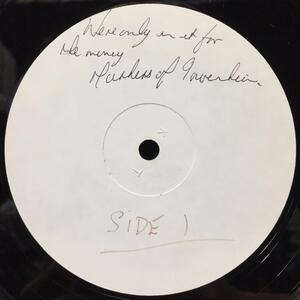 We're only in it for
the money
Mothers of Invention.
SIDE 1